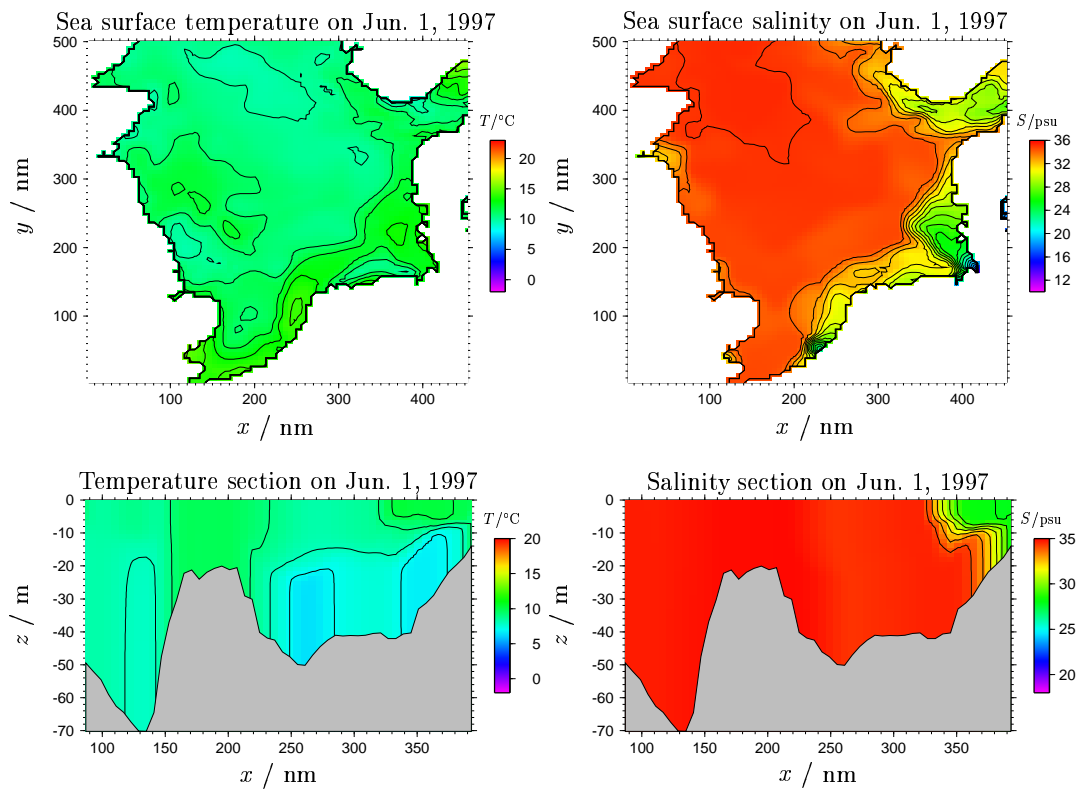 Sea surface temperature on Jun. 1, 1997
500
400
300
200
100
100 200 300 400
y / nm
x / nm
T/°C
20
15
10
5
0
Sea surface salinity on Jun. 1, 1997
500
400
300
200
100
100 200 300 400
y / nm
x / nm
S/psu
36
32
28
24
20
16
12
Temperature section on Jun. 1, 1997
-0
-10
-20
-30
-40
-50
-60
-70
100 150 200 250 300 350
z / m
x / nm
T/°C
20
15
10
5
0
Salinity section on Jun. 1, 1997
-0
-10
-20
-30
-40
-50
-60
-70
100 150 200 250 300 350
z / m
x / nm
S/psu
35
30
25
20